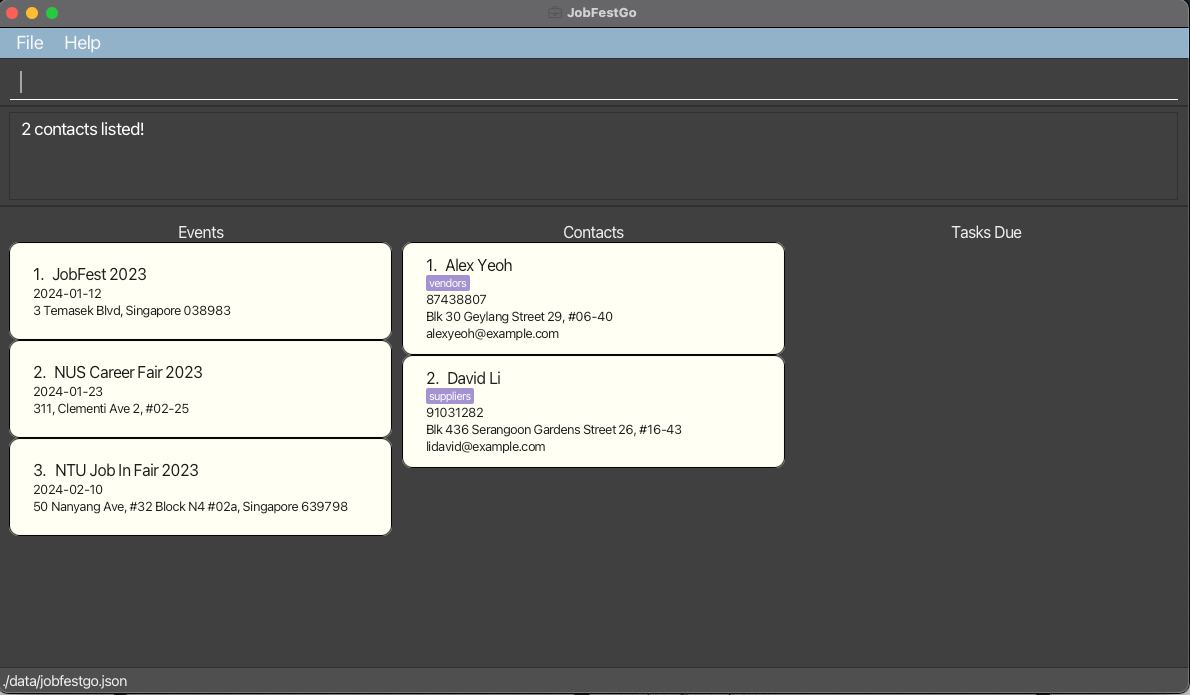 JobFestGo
File Help
2 contacts listed!
Events
1. JobFest 2023
2024-01-12
3 Temasek Blvd, Singapore 038983
2. NUS Career Fair 2023
2024-01-23
311, Clementi Ave 2, #02-25
3. NTU Job In Fair 2023
2024-02-10
50 Nanyang Ave, #32 Block N4 #02a, Singapore 639798
Contacts
1. Alex Yeoh
vendors
87438807
Blk 30 Geylang Street 29, #06-40
alexyeoh@example.com
2. David Li
suppliers
91031282
Blk 436 Serangoon Gardens Street 26, #16-43
lidavid@example.com
Tasks Due
./data/jobfestgo.json